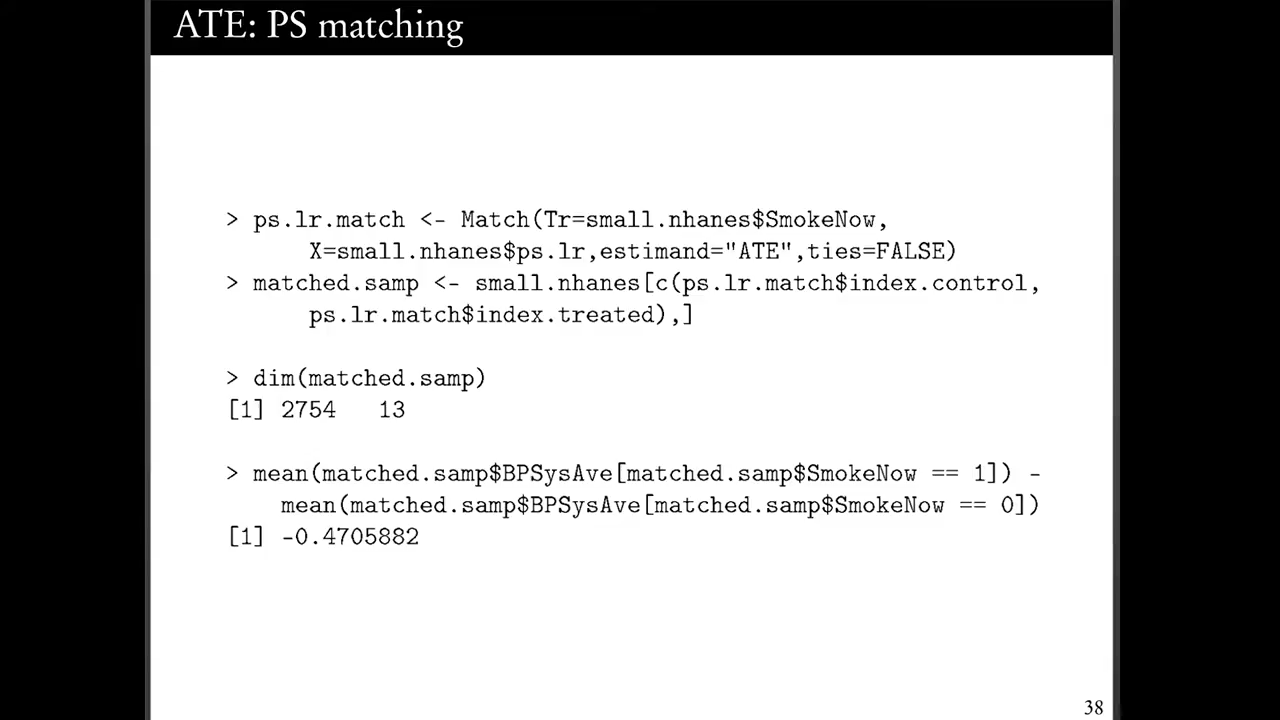 ATE: PS matching
> ps.lr.match <- Match(Tr=small.nhanes$SmokeNow,
X=small.nhanes$ps.lr,estimand="ATE",ties=FALSE)
> matched.samp <- small.nhanes[c(ps.lr.match$index.control,
ps.lr.match$index.treated),]
> dim(matched.samp)
[1] 2754 13
> mean(matched.samp$BPSysAve[matched.samp$SmokeNow == 1]) -
mean(matched.samp$BPSysAve[matched.samp$SmokeNow == 0])
[1] -0.4705882
38